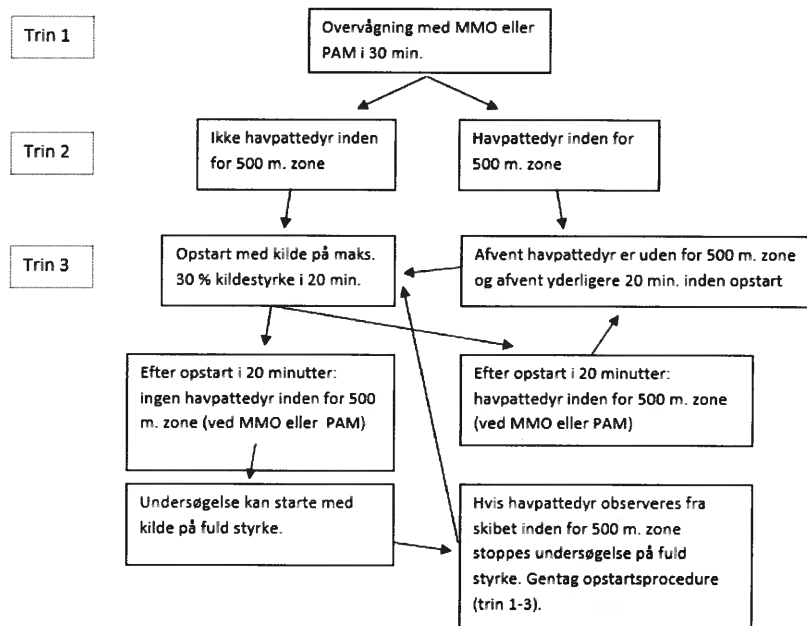 Trin 1
Overvågning med MMO eller
PAM i 30 min.
Trin 2
Ikke havpattedyr inden
for 500 m. zone
Havpattedyr inden for
500 m. zone
Trin 3
Opstart med kilde på maks.
30 % kildestyrke i 20 min.
Afvent havpattedyr er uden for 500 m. zone
og afvent yderligere 20 min. inden opstart
Efter opstart i 20 minutter:
ingen havpattedyr inden for 500
m. zone (ved MMO eller PAM)
Efter opstart i 20 minutter:
havpattedyr inden for 500 m. zone
(ved MMO eller PAM)
Undersøgelse kan starte med
kilde på fuld styrke.
Hvis havpattedyr observeres fra
skibet inden for 500 m. zone
stoppes undersøgelse på fuld
styrke. Gentag opstartsprocedure
(trin 1-3).